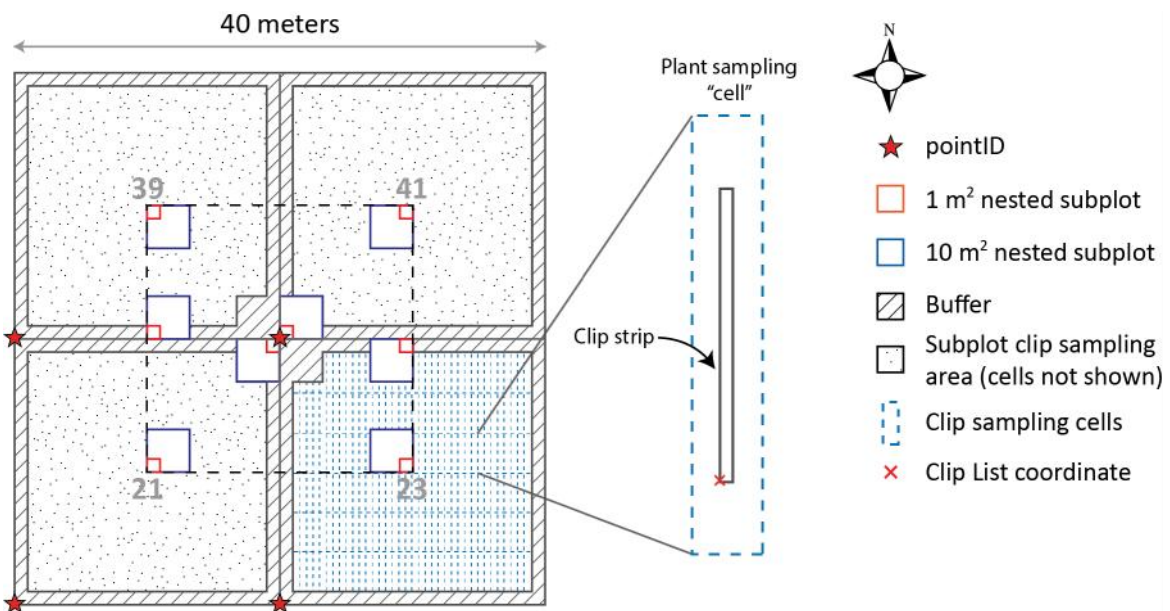 40 meters
39
41
21
23
Plant sampling
“cell”
Clip strip
N
pointID
1 m² nested subplot
10 m² nested subplot
Buffer
Subplot clip sampling
area (cells not shown)
Clip sampling cells
Clip List coordinate